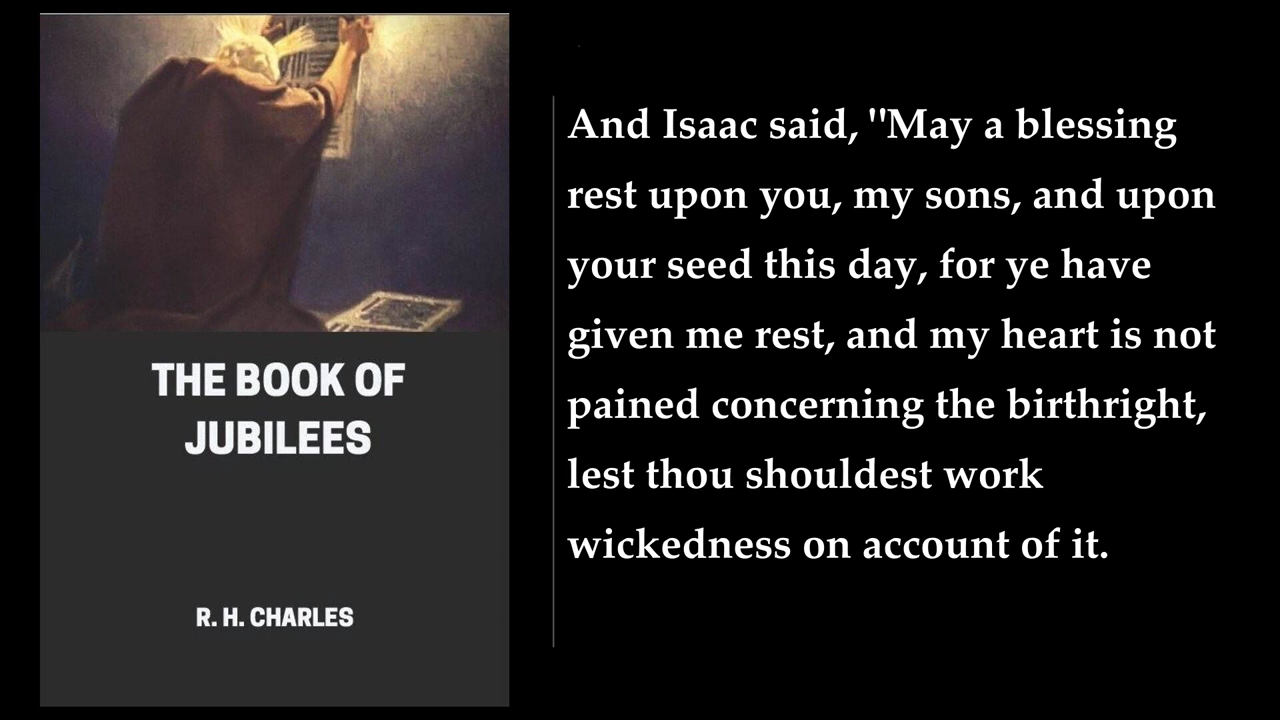 THE BOOK OF
JUBILEES
R. H. CHARLES
And Isaac said, "May a blessing
rest upon you, my sons, and upon
your seed this day, for ye have
given me rest, and my heart is not
pained concerning the birthright,
lest thou shouldest work
wickedness on account of it.